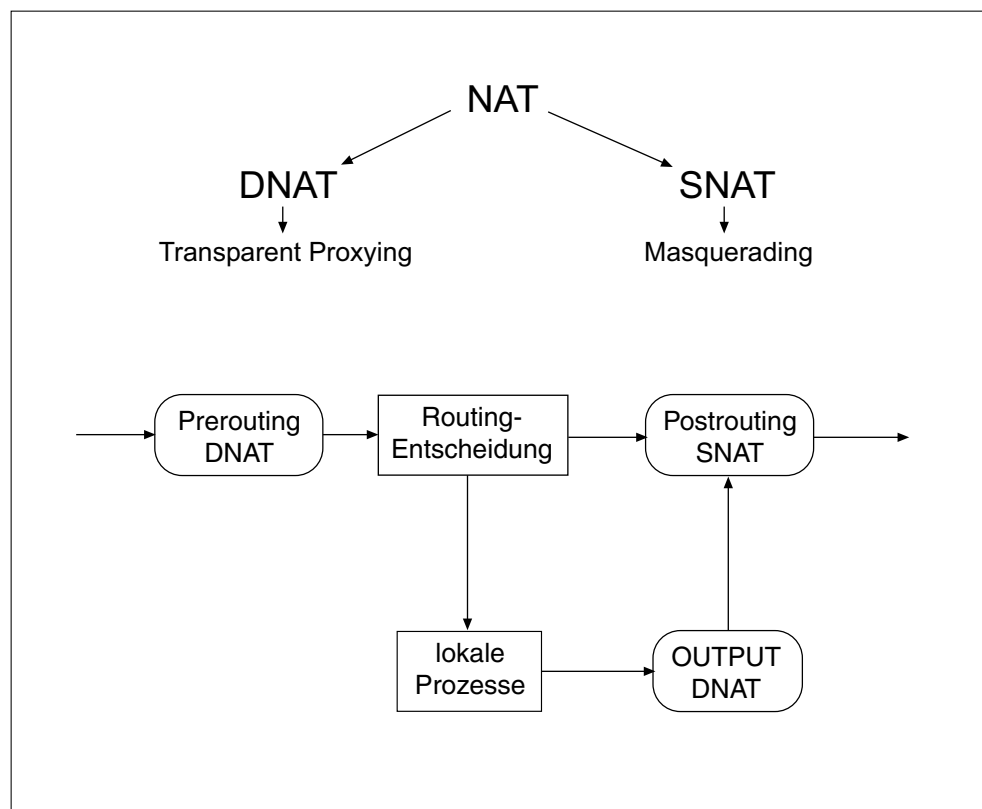 NAT
DNAT
SNAT
Transparent Proxying
Masquerading
Prerouting
DNAT
Routing-
Entscheidung
Postrouting
SNAT
lokale
Prozesse
OUTPUT
DNAT